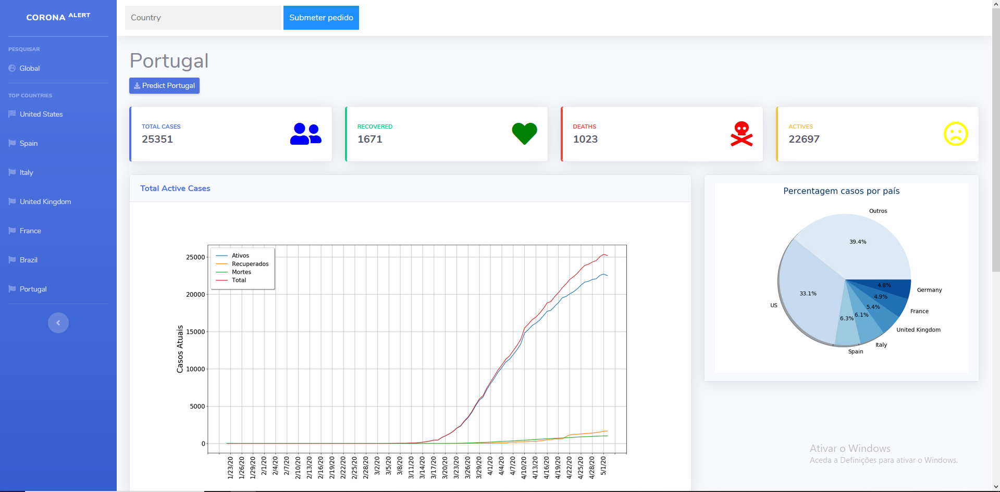 CORONA ALERT
PESQUISAR
Global
TOP COUNTRIES
United States
Spain
Italy
United Kingdom
France
Brazil
Portugal
Country
Submeter pedido
Portugal
Predict Portugal
TOTAL CASES
25351
RECOVERED
1671
DEATHS
1023
ACTIVES
22697
Total Active Cases
Ativos
Recuperados
Mortes
Total
Casos Atuais
25000
20000
15000
10000
5000
0
1/23/20
1/26/20
1/29/20
2/1/20
2/4/20
2/7/20
2/10/20
2/13/20
2/16/20
2/19/20
2/22/20
2/25/20
2/28/20
3/2/20
3/5/20
3/8/20
3/11/20
3/14/20
3/17/20
3/20/20
3/23/20
3/26/20
3/29/20
4/1/20
4/4/20
4/7/20
4/10/20
4/13/20
4/16/20
4/19/20
4/22/20
4/25/20
4/28/20
5/1/20
Percentagem casos por país
Outros
39.4%
US
33.1%
Spain
6.3%
Italy
6.1%
United Kingdom
5.4%
France
4.9%
Germany
4.8%
Ativar o Windows
Aceda a Definições para ativar o Windows.